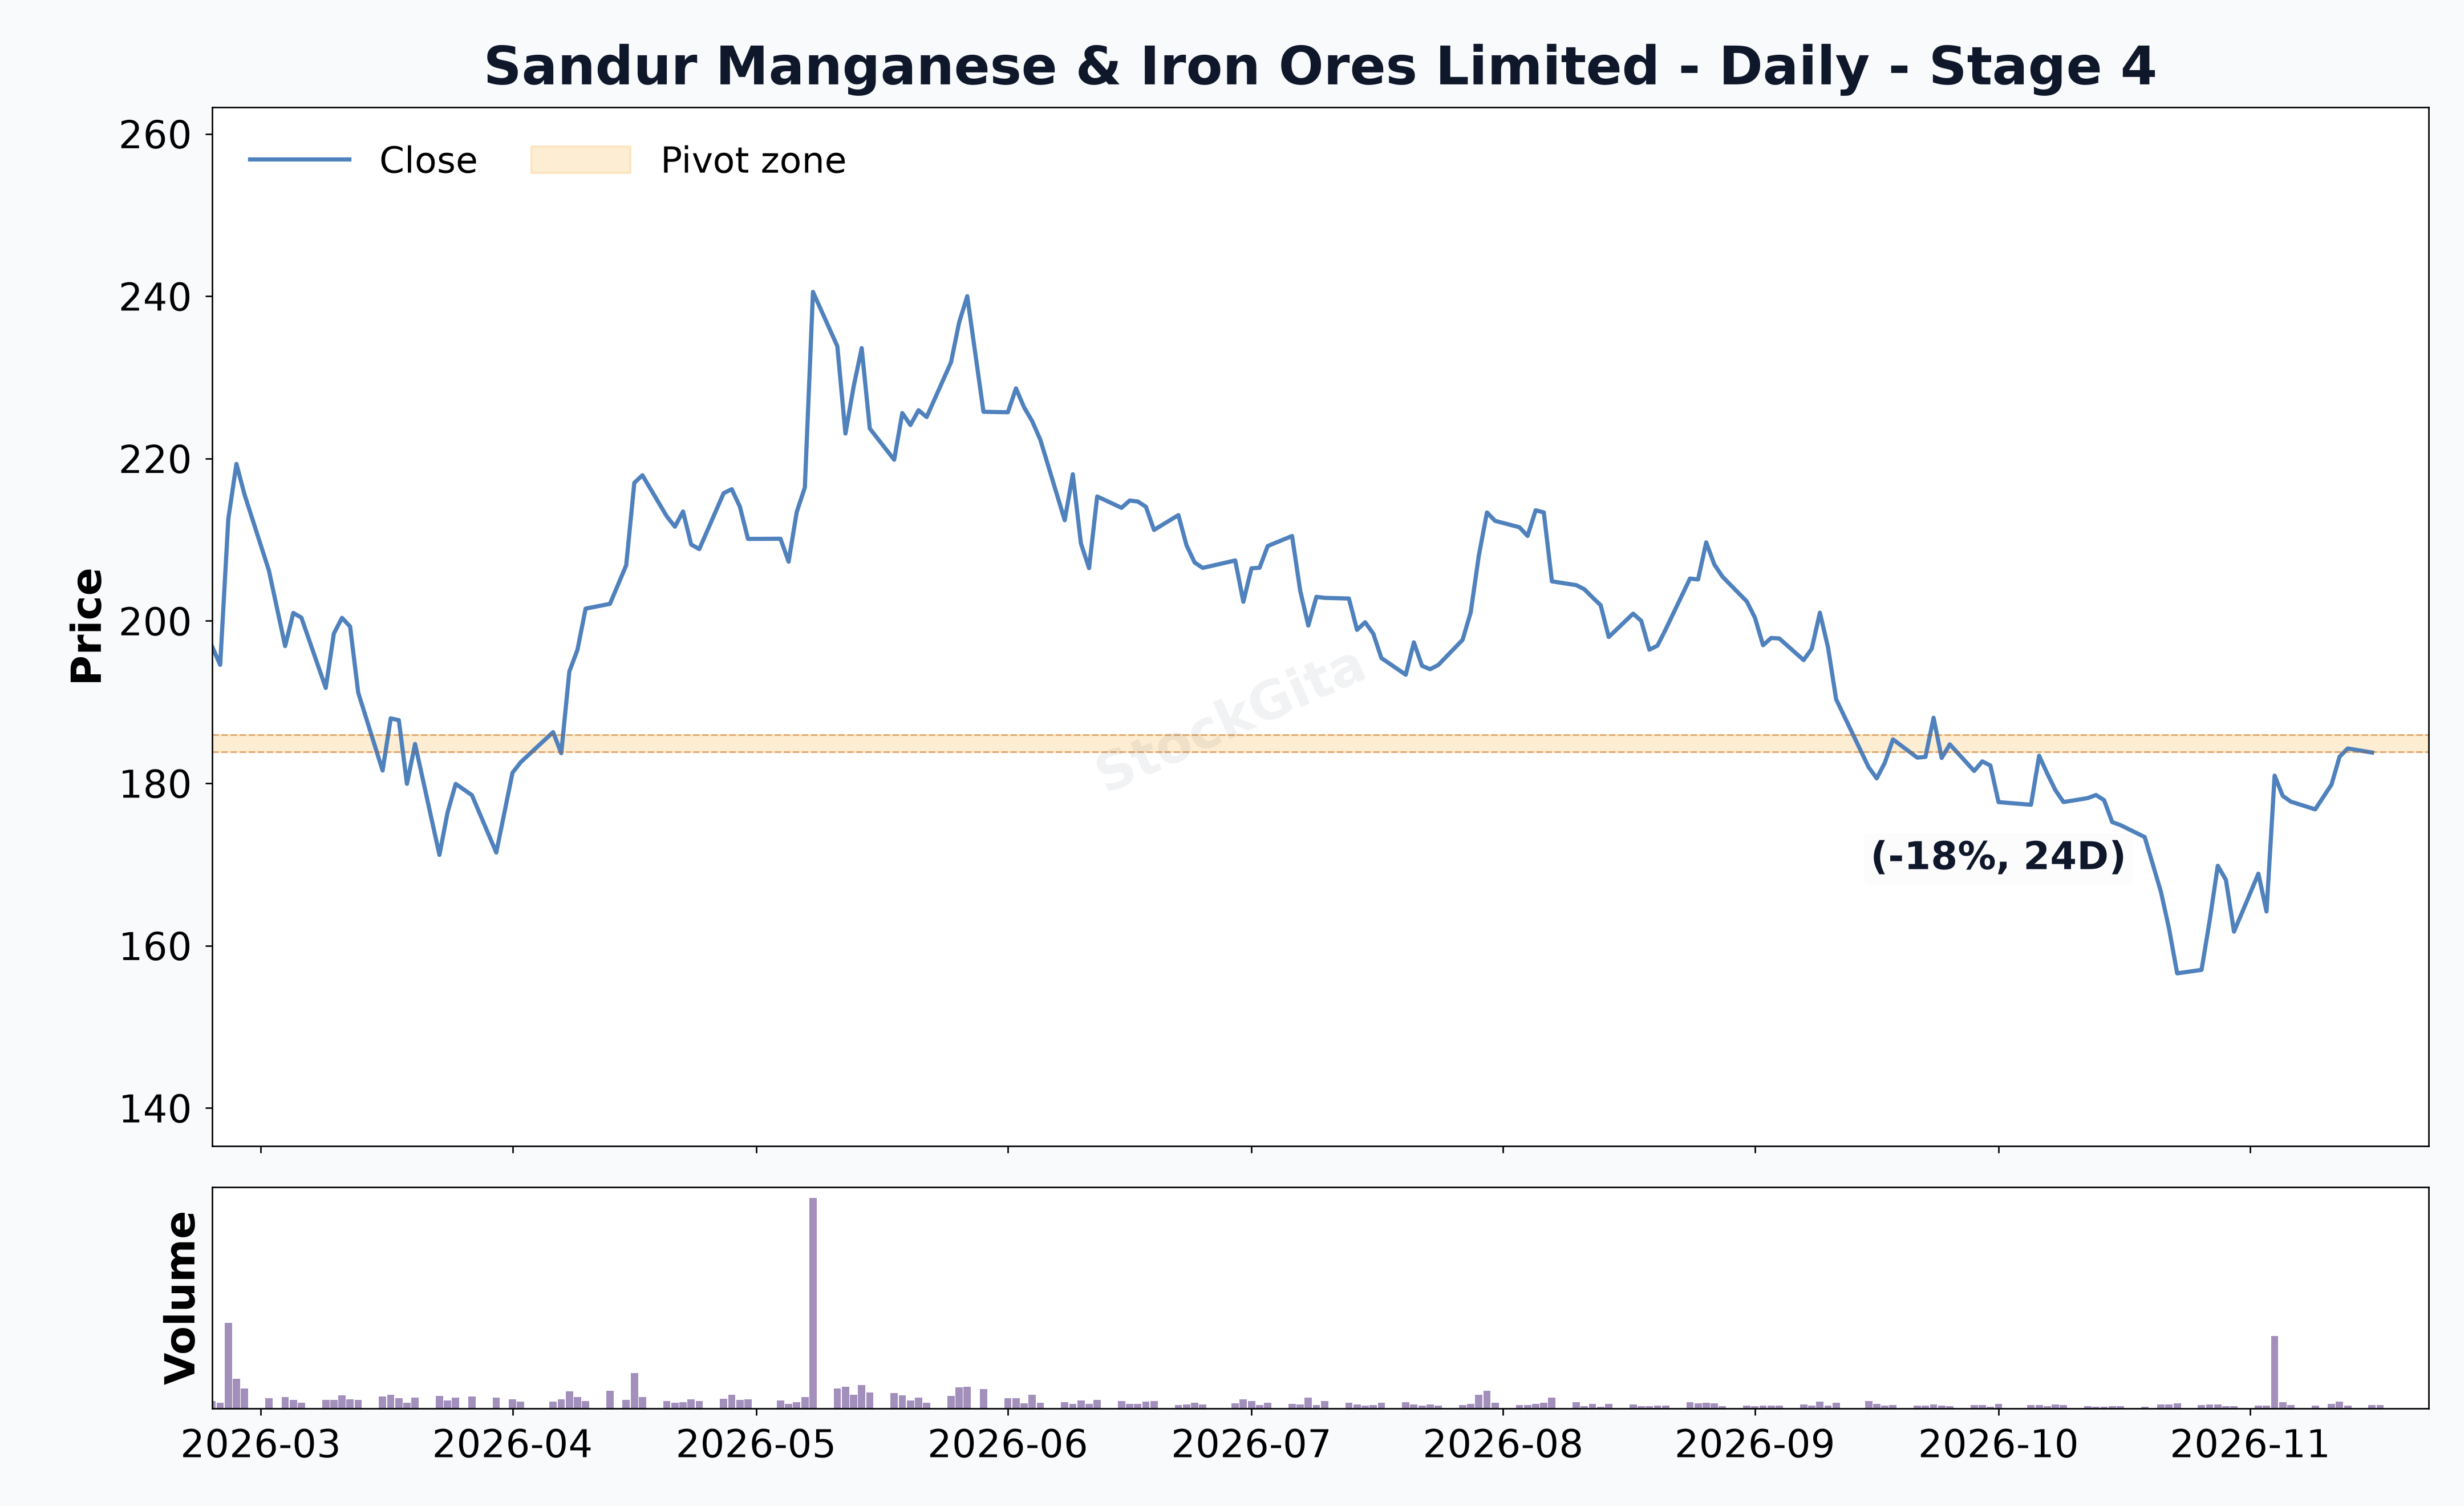 Sandur Manganese & Iron Ores Limited - Daily - Stage 4
Close
Pivot zone
260
240
220
200
180
160
140
Price
StockGita
(-18%, 24D)
Volume
2026-03
2026-04
2026-05
2026-06
2026-07
2026-08
2026-09
2026-10
2026-11